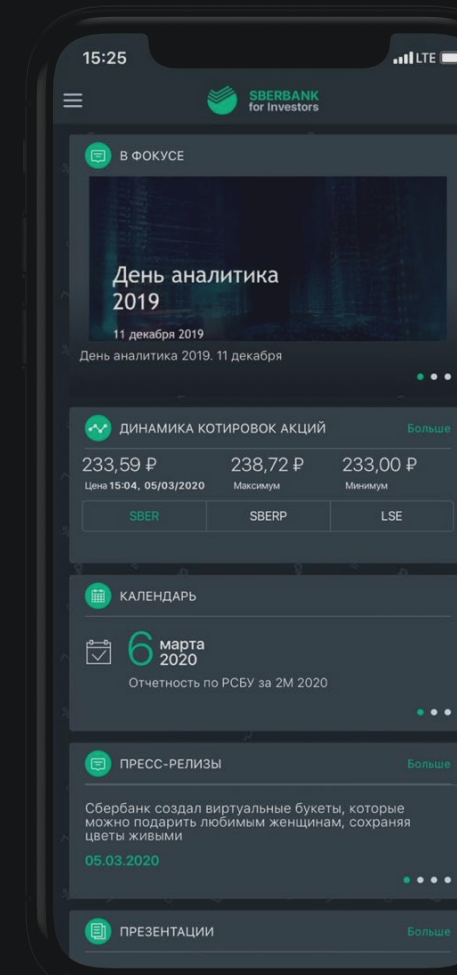 15:25
LTE
SBERBANK
for Investors
В ФОКУСЕ
День аналитика
2019
11 декабря 2019
День аналитика 2019. 11 декабря
ДИНАМИКА КОТИРОВОК АКЦИЙ Больше
233,59 ₽ 238,72 ₽ 233,00 ₽
Цена 15:04, 05/03/2020 Максимум Минимум
SBER SBERP LSE
КАЛЕНДАРЬ
6 марта
2020
Отчетность по РСБУ за 2М 2020
ПРЕСС-РЕЛИЗЫ Больше
Сбербанк создал виртуальные букеты, которые
можно подарить любимым женщинам, сохраняя
цветы живыми
05.03.2020
ПРЕЗЕНТАЦИИ Больше